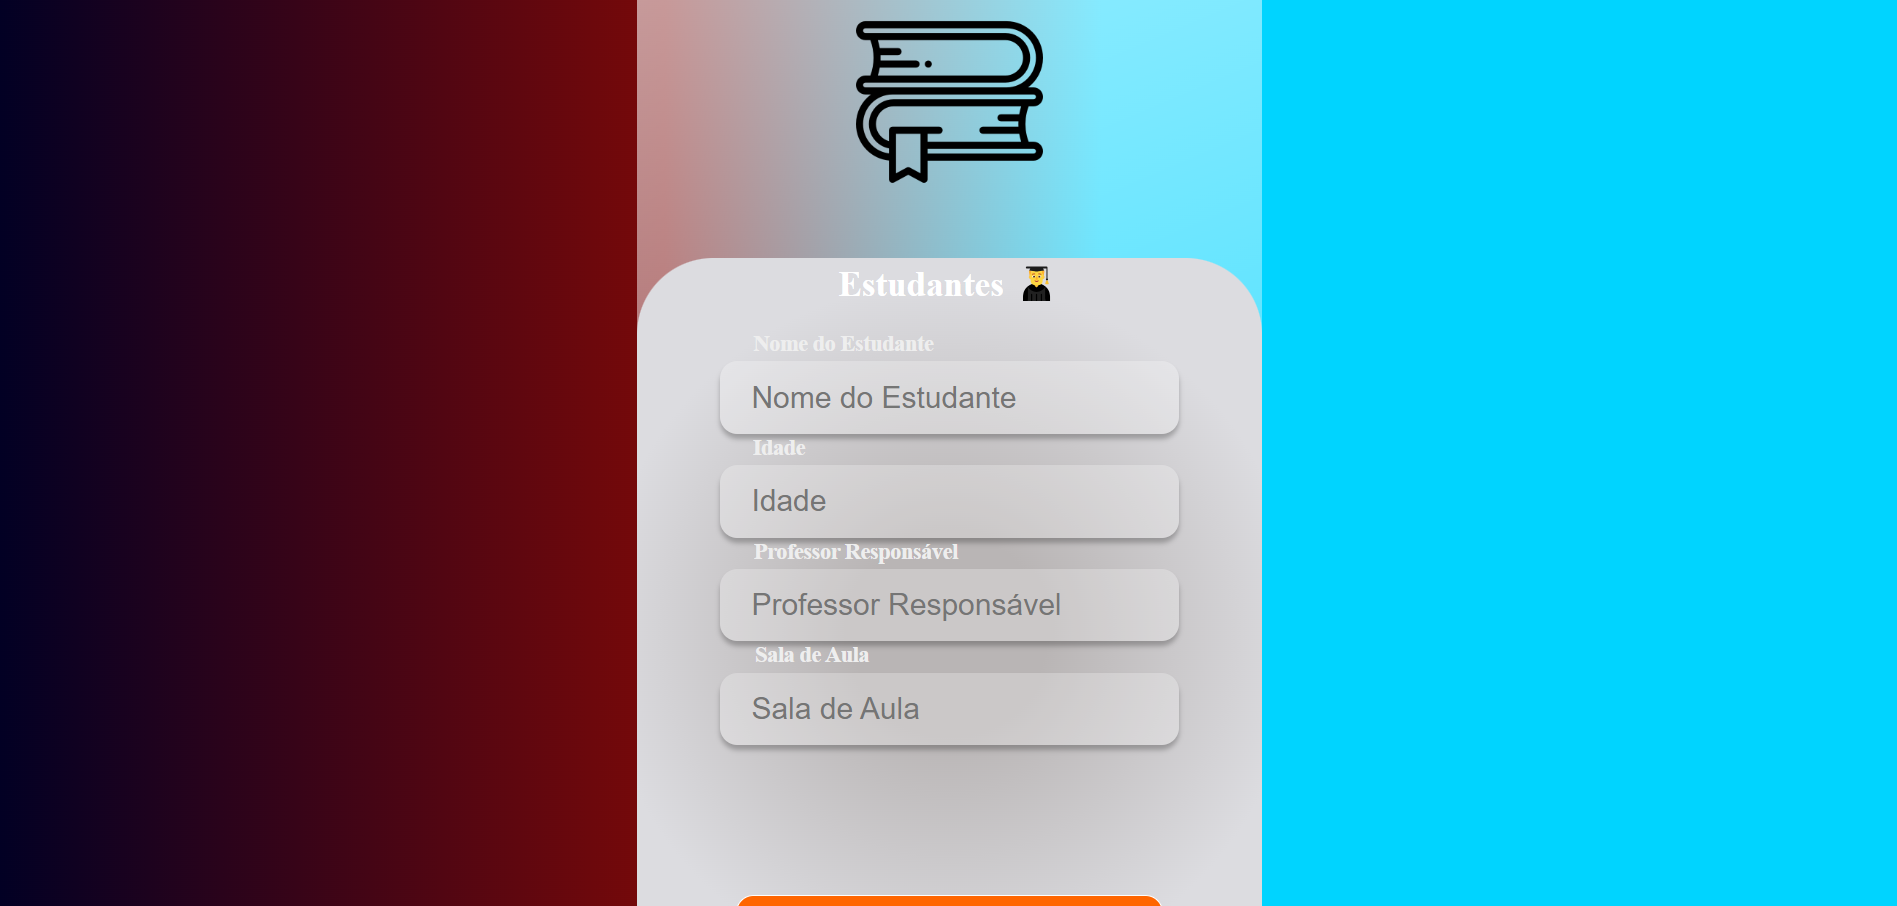 Estudantes
Nome do Estudante
Nome do Estudante
Idade
Idade
Professor Responsável
Professor Responsável
Sala de Aula
Sala de Aula